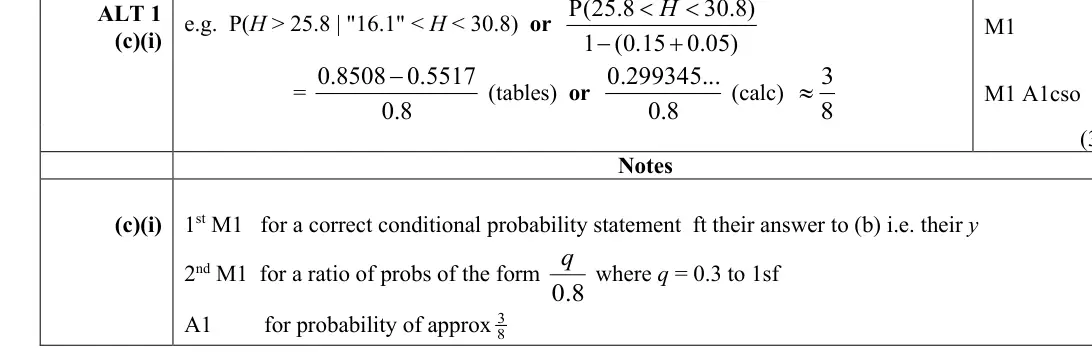 ALT 1
(c)(i)
e.g. P(H > 25.8 | "16.1" < H < 30.8) or P(25.8 < H < 30.8) / 1−(0.15+0.05)
M1
= 0.8508−0.5517 / 0.8 (tables) or 0.299345... / 0.8 (calc) ≈ 3/8
M1 A1cso
(3
Notes
(c)(i)
1st M1 for a correct conditional probability statement ft their answer to (b) i.e. their y
2nd M1 for a ratio of probs of the form q / 0.8 where q = 0.3 to 1sf
A1 for probability of approx 3/8